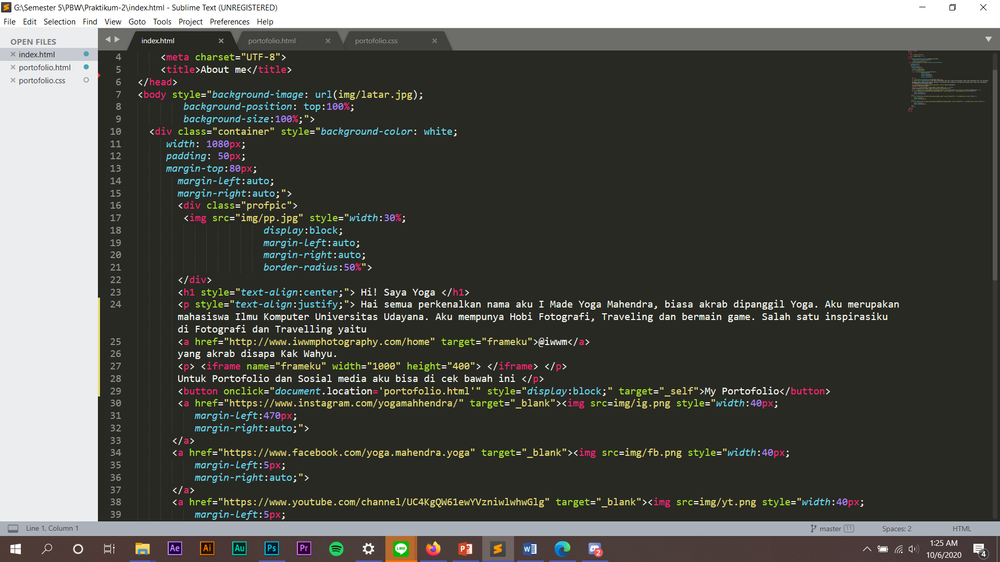 G:\Semester 5\PBW\Praktikum-2\index.html - Sublime Text (UNREGISTERED)
File Edit Selection Find View Goto Tools Project Preferences Help
OPEN FILES
index.html
portofolio.html
portofolio.css
index.html portofolio.html portofolio.css
4 <meta charset="UTF-8">
5 <title>About me</title>
6 </head>
7 <body style="background-image: url(img/latar.jpg);
8 background-position: top:100%;
9 background-size:100%;">
10 <div class="container" style="background-color: white;
11 width: 1080px;
12 padding: 50px;
13 margin-top:80px;
14 margin-left:auto;
15 margin-right:auto;">
16 <div class="profpic">
17 <img src="img/pp.jpg" style="width:30%;
18 display:block;
19 margin-left:auto;
20 margin-right:auto;
21 border-radius:50%">
22 </div>
23 <h1 style="text-align:center;"> Hi! Saya Yoga </h1>
24 <p style="text-align:justify;"> Hai semua perkenalkan nama aku I Made Yoga Mahendra, biasa akrab dipanggil Yoga. Aku merupakan
mahasiswa Ilmu Komputer Universitas Udayana. Aku mempunya Hobi Fotografi, Traveling dan bermain game. Salah satu inspirasiku
di Fotografi dan Travelling yaitu
25 <a href="http://www.iwwmphotography.com/home" target="frameku">@iwwm</a>
26 yang akrab disapa Kak Wahyu.
27 <p> <iframe name="frameku" width="1000" height="400"> </iframe> </p>
28 Untuk Portofolio dan Sosial media aku bisa di cek bawah ini </p>
29 <button onclick="document.location='portofolio.html'" style="display:block;" target="_self">My Portofolio</button>
30 <a href="https://www.instagram.com/yogamahhendra/" target="_blank"><img src=img/ig.png style="width:40px;
31 margin-left:470px;
32 margin-right:auto;">
33 </a>
34 <a href="https://www.facebook.com/yoga.mahendra.yoga" target="_blank"><img src=img/fb.png style="width:40px;
35 margin-left:5px;
36 margin-right:auto;">
37 </a>
38 <a href="https://www.youtube.com/channel/UC4KgQW61ewYVzniwlwhwGlg" target="_blank"><img src=img/yt.png style="width:40px;
39 margin-left:5px;
Line 1, Column 1 master 11 Spaces: 2 HTML
Ae Ai Au Ps Pr LINE P W 2
1:25 AM
10/6/2020
4